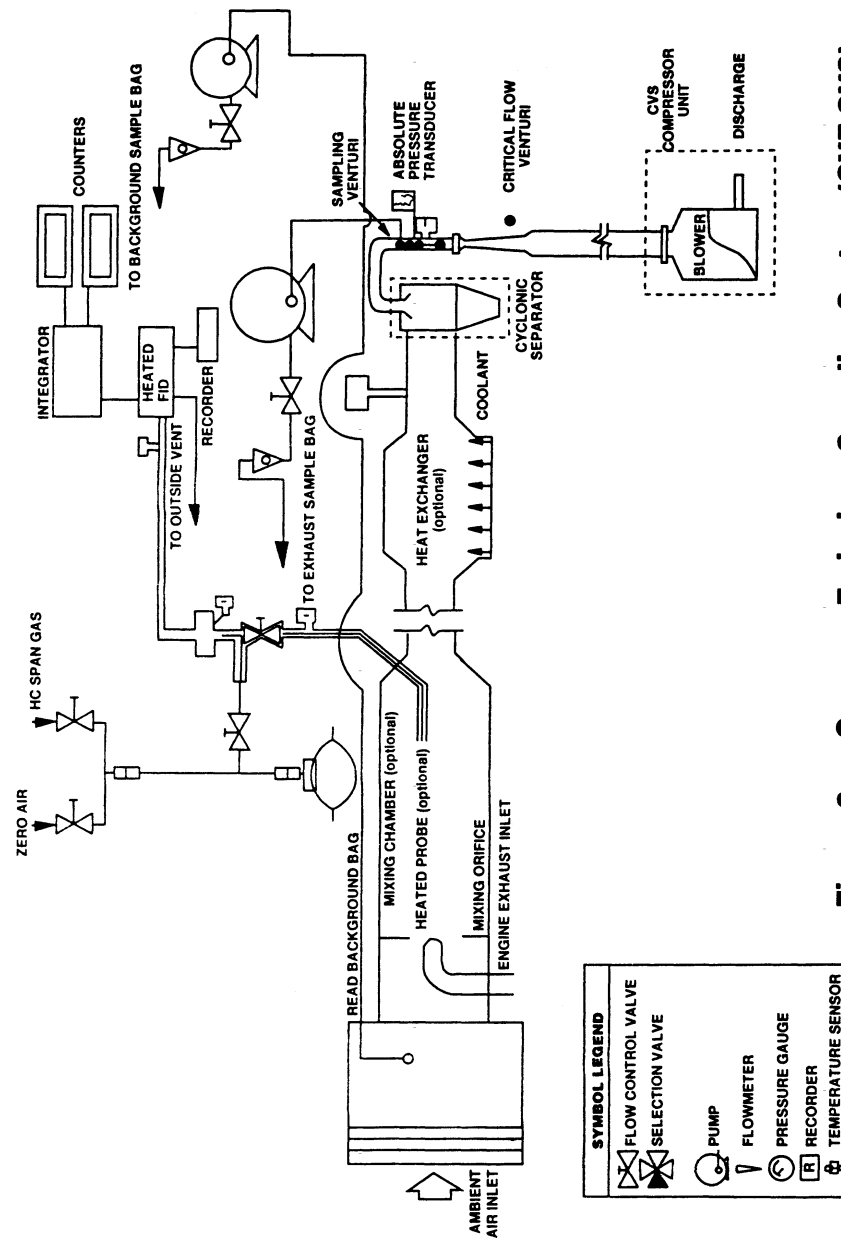 ZERO AIR
HC SPAN GAS
INTEGRATOR
COUNTERS
HEATED
FID
RECORDER
TO OUTSIDE VENT
TO BACKGROUND SAMPLE BAG
TO EXHAUST SAMPLE BAG
SAMPLING
VENTURI
ABSOLUTE
PRESSURE
TRANSDUCER
CRITICAL FLOW
VENTURI
CVS
COMPRESSOR
UNIT
DISCHARGE
BLOWER
CYCLONIC
SEPARATOR
COOLANT
HEAT EXCHANGER
(optional)
READ BACKGROUND BAG
MIXING CHAMBER (optional)
HEATED PROBE (optional)
MIXING ORIFICE
ENGINE EXHAUST INLET
AMBIENT
AIR INLET
SYMBOL LEGEND
FLOW CONTROL VALVE
SELECTION VALVE
PUMP
FLOWMETER
PRESSURE GAUGE
R RECORDER
TEMPERATURE SENSOR